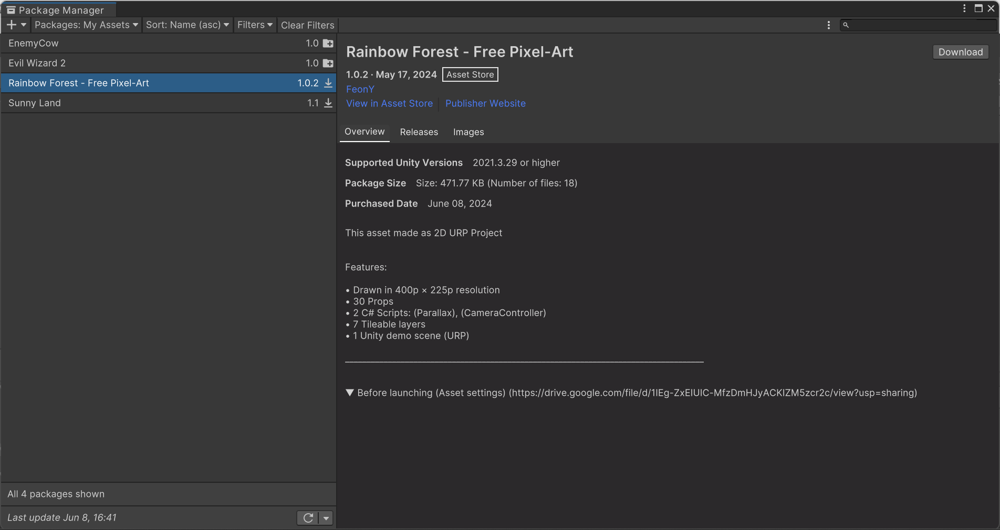 Package Manager
Packages: My Assets Sort: Name (asc) Filters Clear Filters
EnemyCow 1.0
Evil Wizard 2 1.0
Rainbow Forest - Free Pixel-Art 1.0.2
Sunny Land 1.1
All 4 packages shown
Last update Jun 8, 16:41
Rainbow Forest - Free Pixel-Art
Download
1.0.2 · May 17, 2024 Asset Store
FeonY
View in Asset Store Publisher Website
Overview Releases Images
Supported Unity Versions 2021.3.29 or higher
Package Size Size: 471.77 KB (Number of files: 18)
Purchased Date June 08, 2024
This asset made as 2D URP Project
Features:
• Drawn in 400p × 225p resolution
• 30 Props
• 2 C# Scripts: (Parallax), (CameraController)
• 7 Tileable layers
• 1 Unity demo scene (URP)
▼ Before launching (Asset settings) (https://drive.google.com/file/d/1IEg-ZxEIUIC-MfzDmHJyACKIZM5zcr2c/view?usp=sharing)